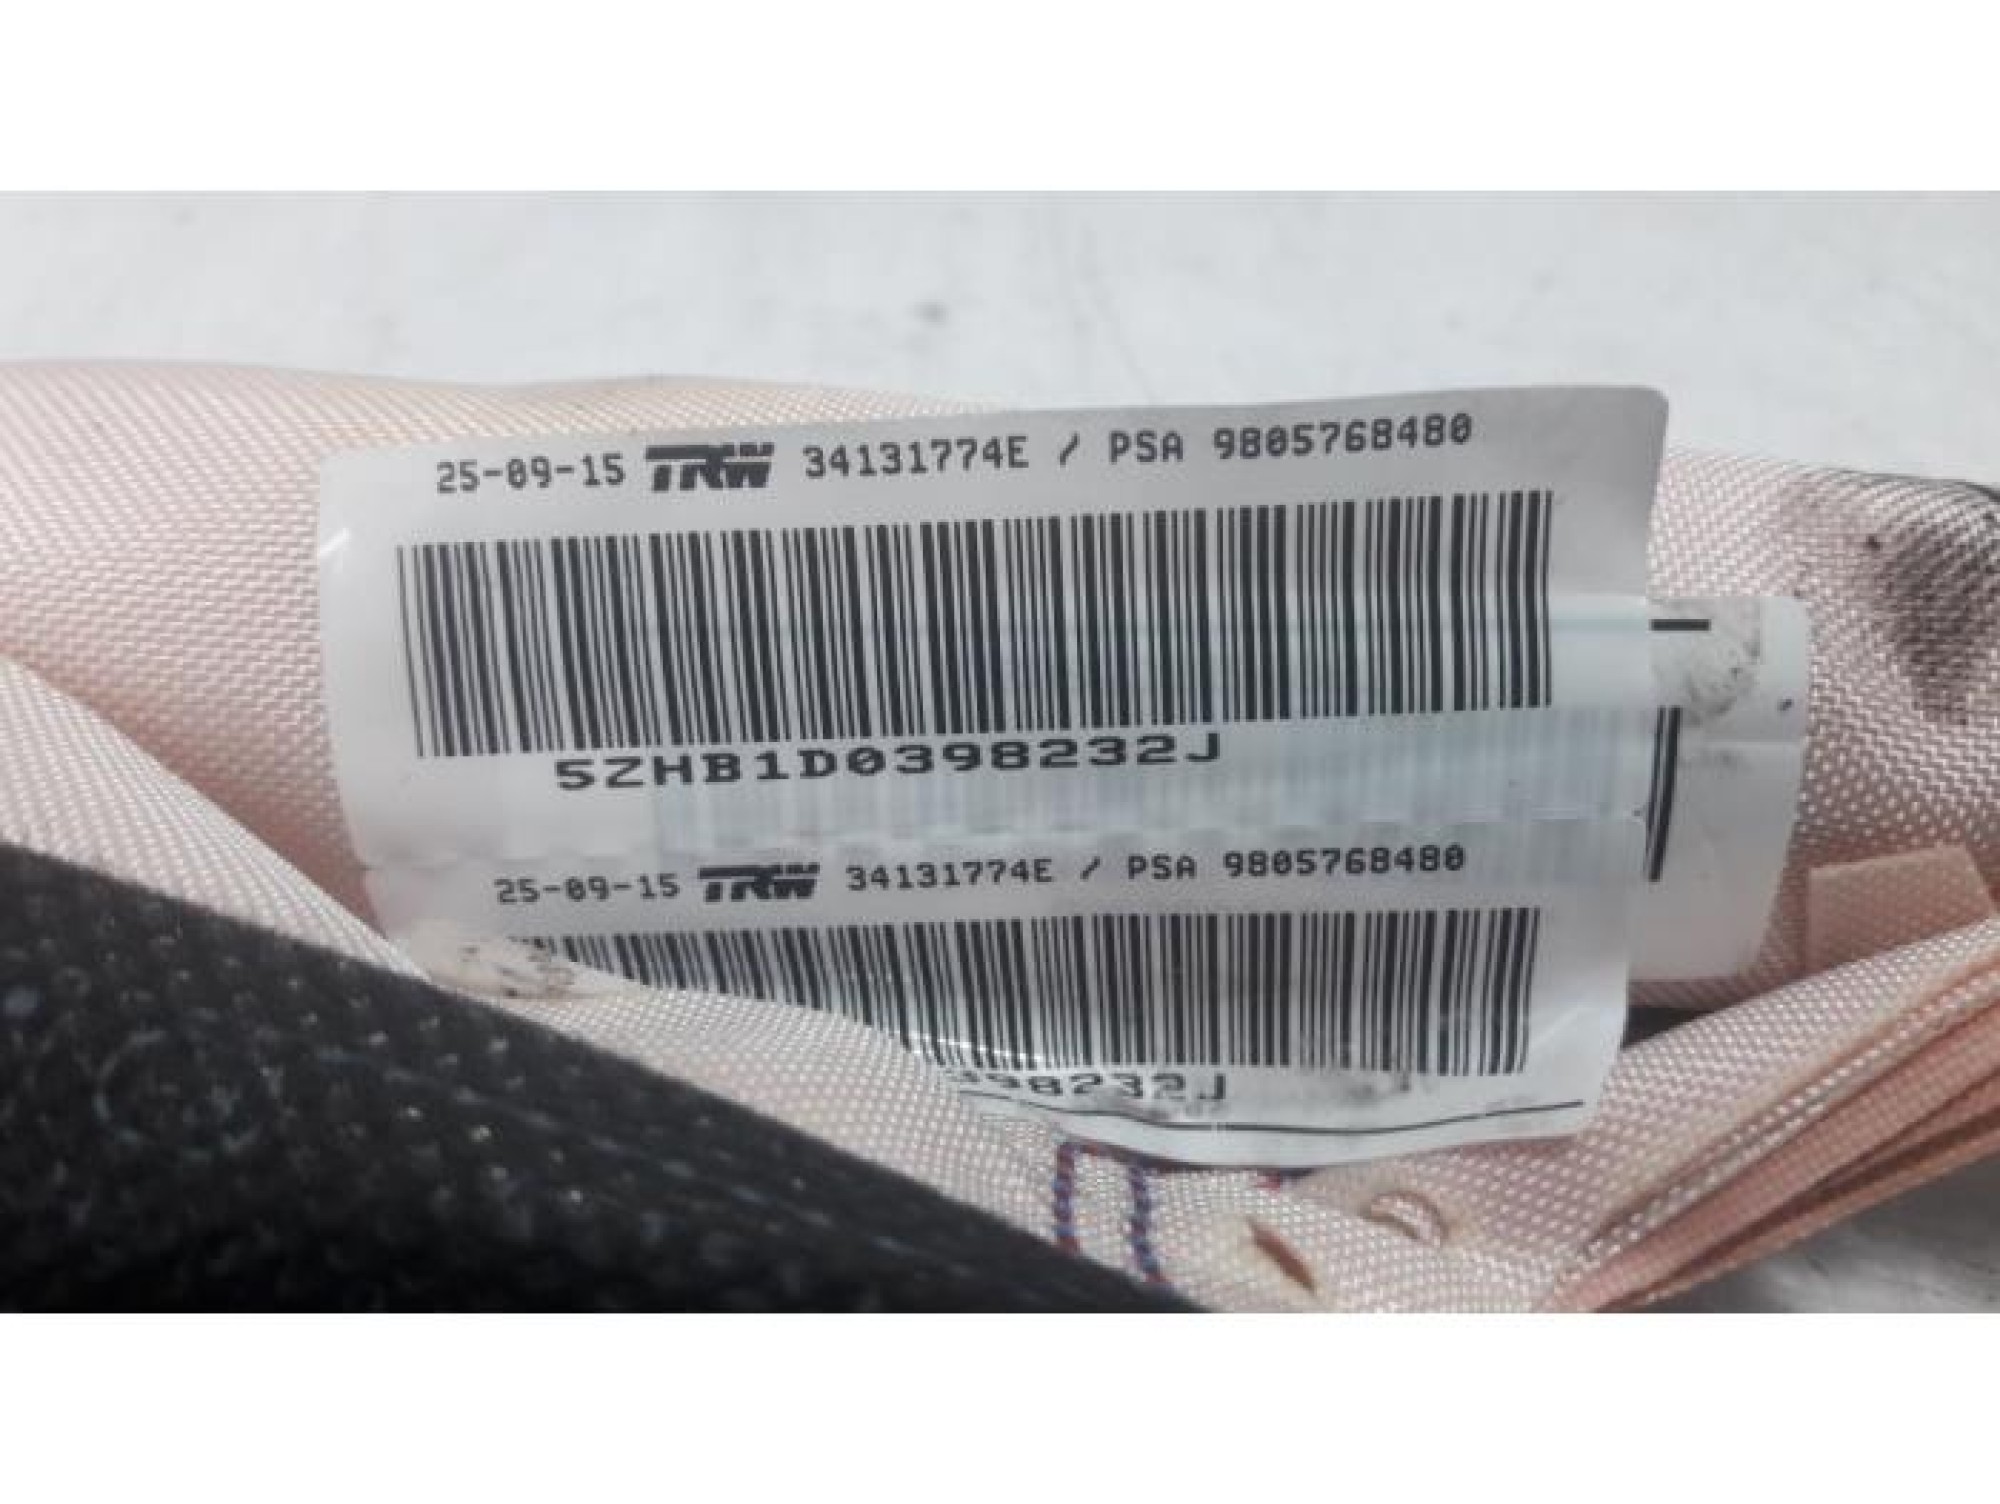 25-09-15 TRW 34131774E / PSA 9805768480
5ZHB1D0398232J
25-09-15 TRW 34131774E / PSA 9805768480
398232J